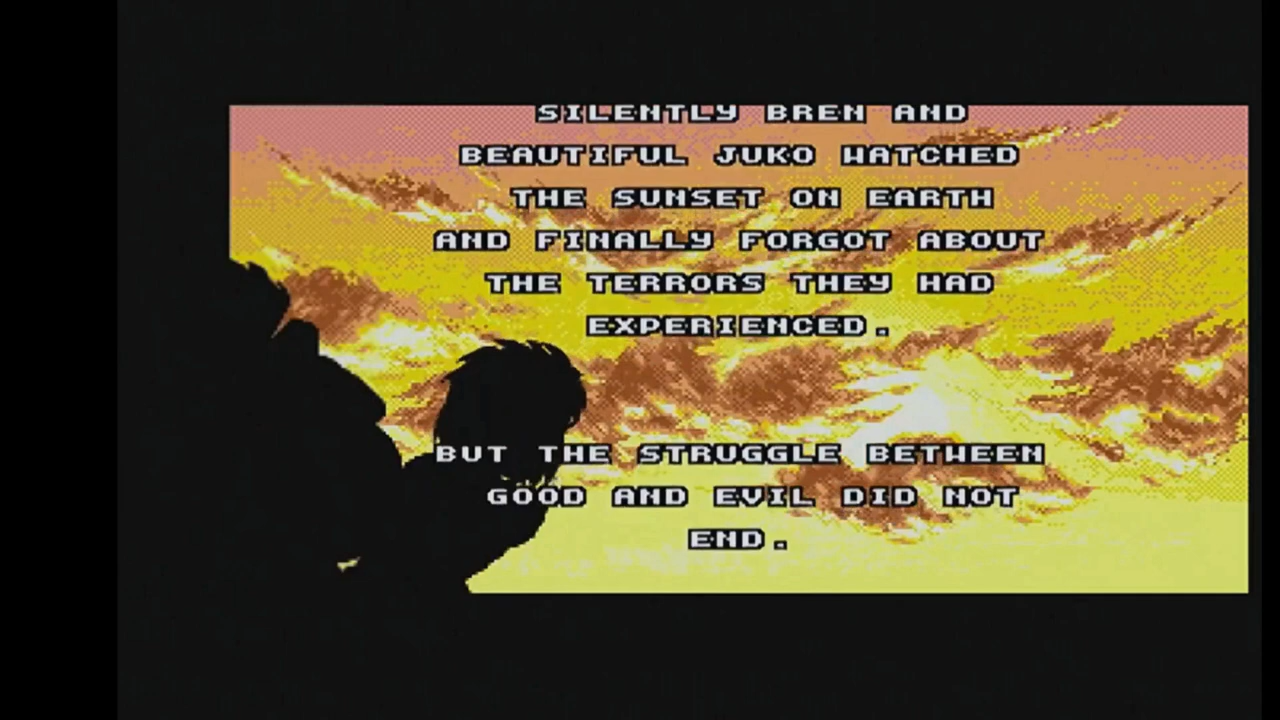 SILENTLY BREN AND
BEAUTIFUL JUKO WATCHED
THE SUNSET ON EARTH
AND FINALLY FORGOT ABOUT
THE TERRORS THEY HAD
EXPERIENCED.
BUT THE STRUGGLE BETWEEN
GOOD AND EVIL DID NOT
END.